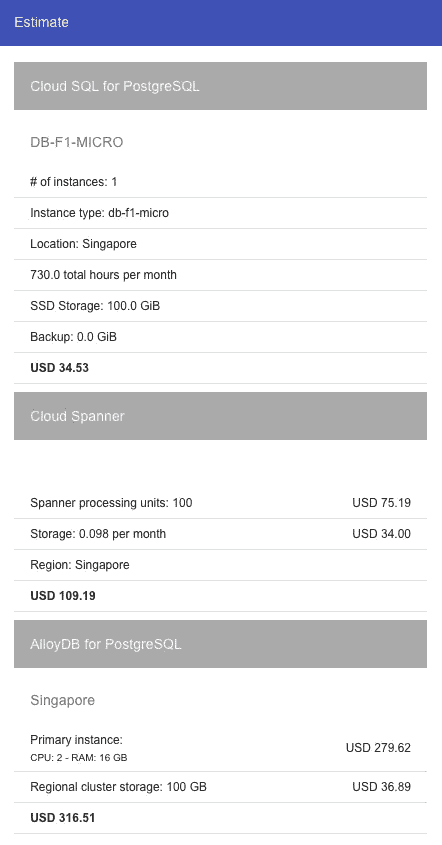 Estimate
Cloud SQL for PostgreSQL
DB-F1-MICRO
# of instances: 1
Instance type: db-f1-micro
Location: Singapore
730.0 total hours per month
SSD Storage: 100.0 GiB
Backup: 0.0 GiB
USD 34.53
Cloud Spanner
Spanner processing units: 100 USD 75.19
Storage: 0.098 per month USD 34.00
Region: Singapore
USD 109.19
AlloyDB for PostgreSQL
Singapore
Primary instance:
CPU: 2 - RAM: 16 GB
USD 279.62
Regional cluster storage: 100 GB USD 36.89
USD 316.51